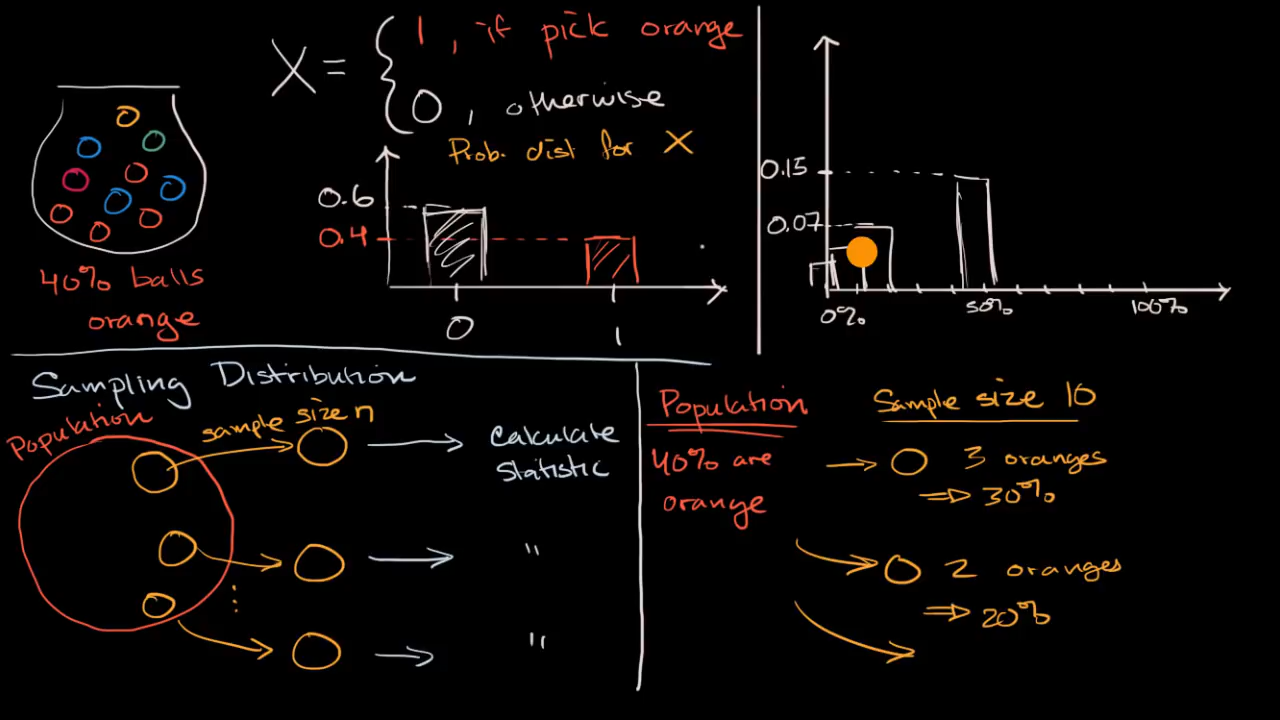 X = { 1, if pick orange
0, otherwise
Prob. dist for X
0.6
0.4
0
1
40% balls
orange
0.15
0.07
0%
50%
100%
Sampling Distribution
Population
sample size n
Calculate
Statistic
"
"
Population
40% are
orange
Sample size 10
3 oranges
⇒ 30%
2 oranges
⇒ 20%